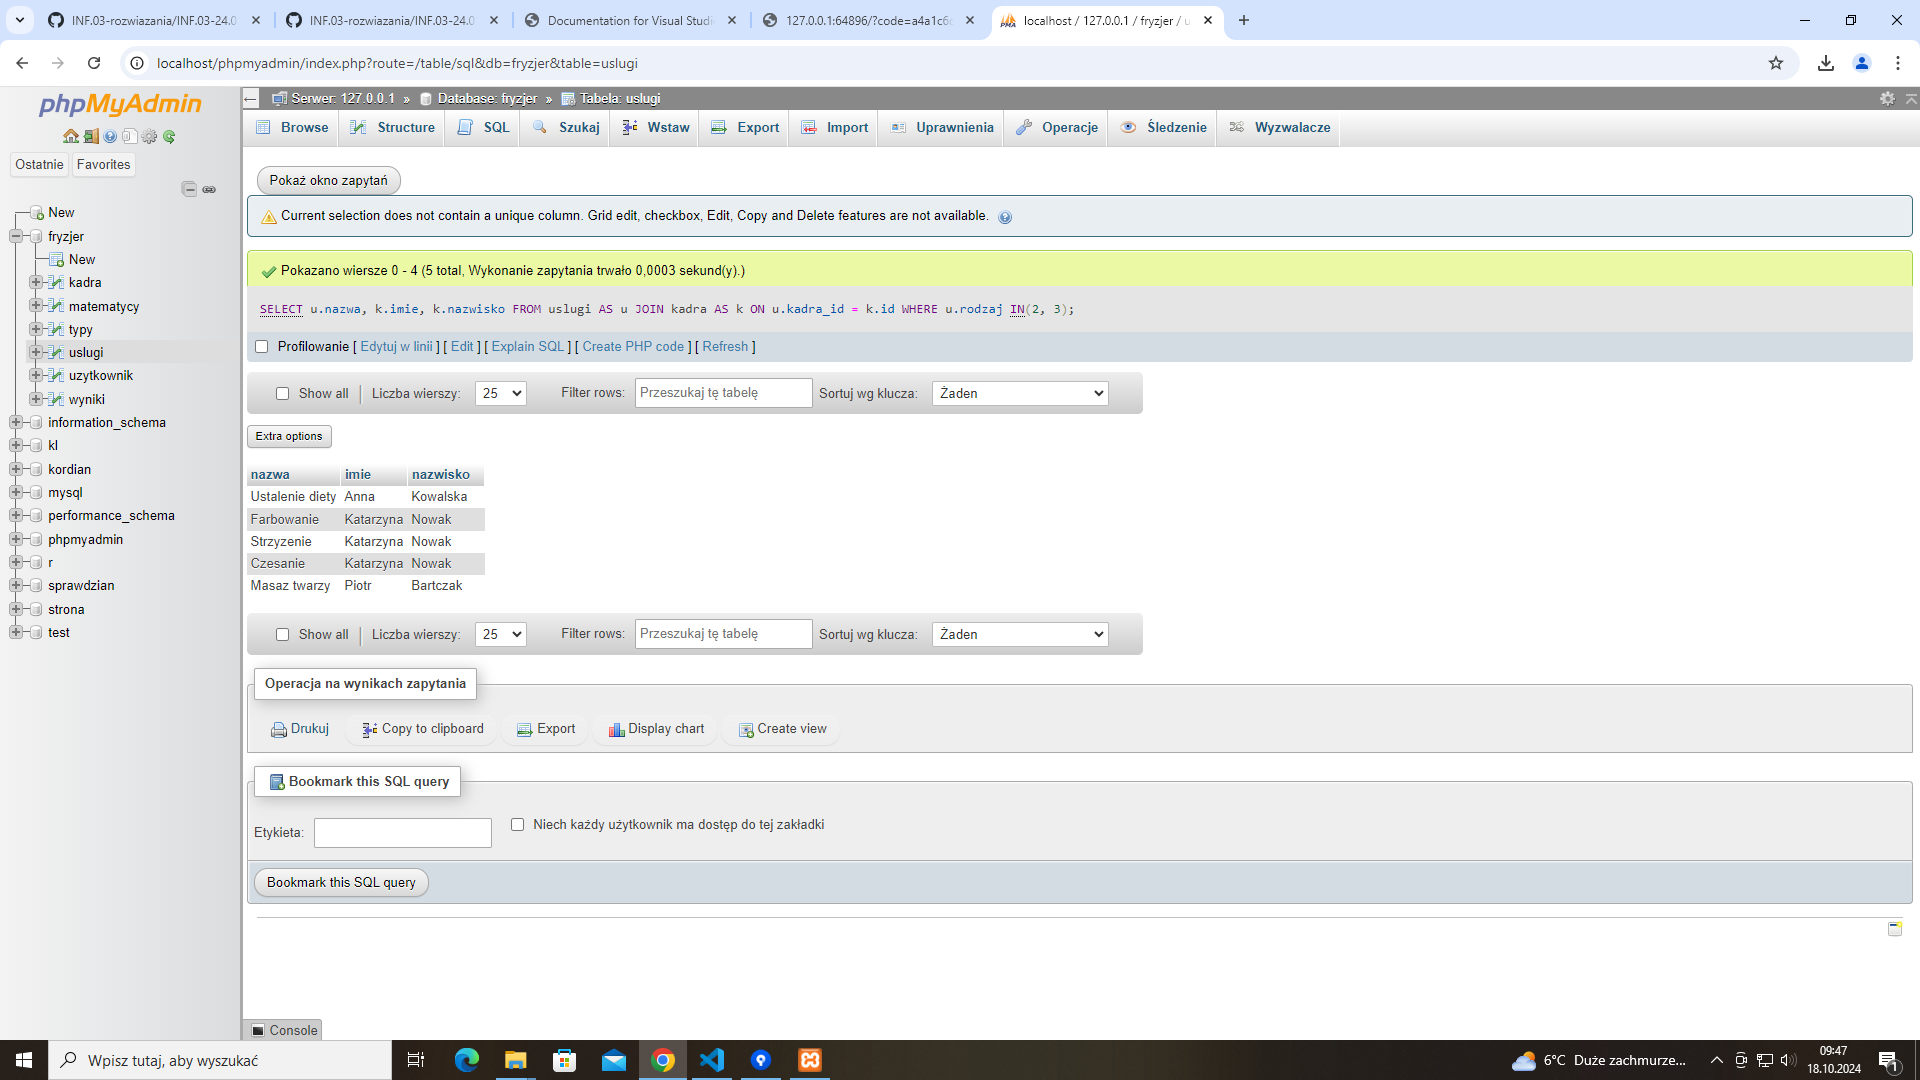 INF.03-rozwiazania/INF.03-24.0
INF.03-rozwiazania/INF.03-24.0
Documentation for Visual Studi
127.0.0.1:64896/?code=a4a1c6
localhost / 127.0.0.1 / fryzjer / u
localhost/phpmyadmin/index.php?route=/table/sql&db=fryzjer&table=uslugi
phpMyAdmin
Ostatnie
Favorites
New
fryzjer
New
kadra
matematycy
typy
uslugi
uzytkownik
wyniki
information_schema
kl
kordian
mysql
performance_schema
phpmyadmin
r
sprawdzian
strona
test
Serwer: 127.0.0.1 » Database: fryzjer » Tabela: uslugi
Browse
Structure
SQL
Szukaj
Wstaw
Export
Import
Uprawnienia
Operacje
Śledzenie
Wyzwalacze
Pokaż okno zapytań
Current selection does not contain a unique column. Grid edit, checkbox, Edit, Copy and Delete features are not available.
Pokazano wiersze 0 - 4 (5 total, Wykonanie zapytania trwało 0,0003 sekund(y).)
SELECT u.nazwa, k.imie, k.nazwisko FROM uslugi AS u JOIN kadra AS k ON u.kadra_id = k.id WHERE u.rodzaj IN(2, 3);
Profilowanie [ Edytuj w linii ] [ Edit ] [ Explain SQL ] [ Create PHP code ] [ Refresh ]
Show all | Liczba wierszy: 25 Filter rows: Przeszukaj tę tabelę Sortuj wg klucza: Żaden
Extra options
nazwa imie nazwisko
Ustalenie diety Anna Kowalska
Farbowanie Katarzyna Nowak
Strzyzenie Katarzyna Nowak
Czesanie Katarzyna Nowak
Masaz twarzy Piotr Bartczak
Show all | Liczba wierszy: 25 Filter rows: Przeszukaj tę tabelę Sortuj wg klucza: Żaden
Operacja na wynikach zapytania
Drukuj Copy to clipboard Export Display chart Create view
Bookmark this SQL query
Etykieta: Niech każdy użytkownik ma dostęp do tej zakładki
Bookmark this SQL query
Console
Wpisz tutaj, aby wyszukać
6°C Duże zachmurze...
09:47
18.10.2024
1